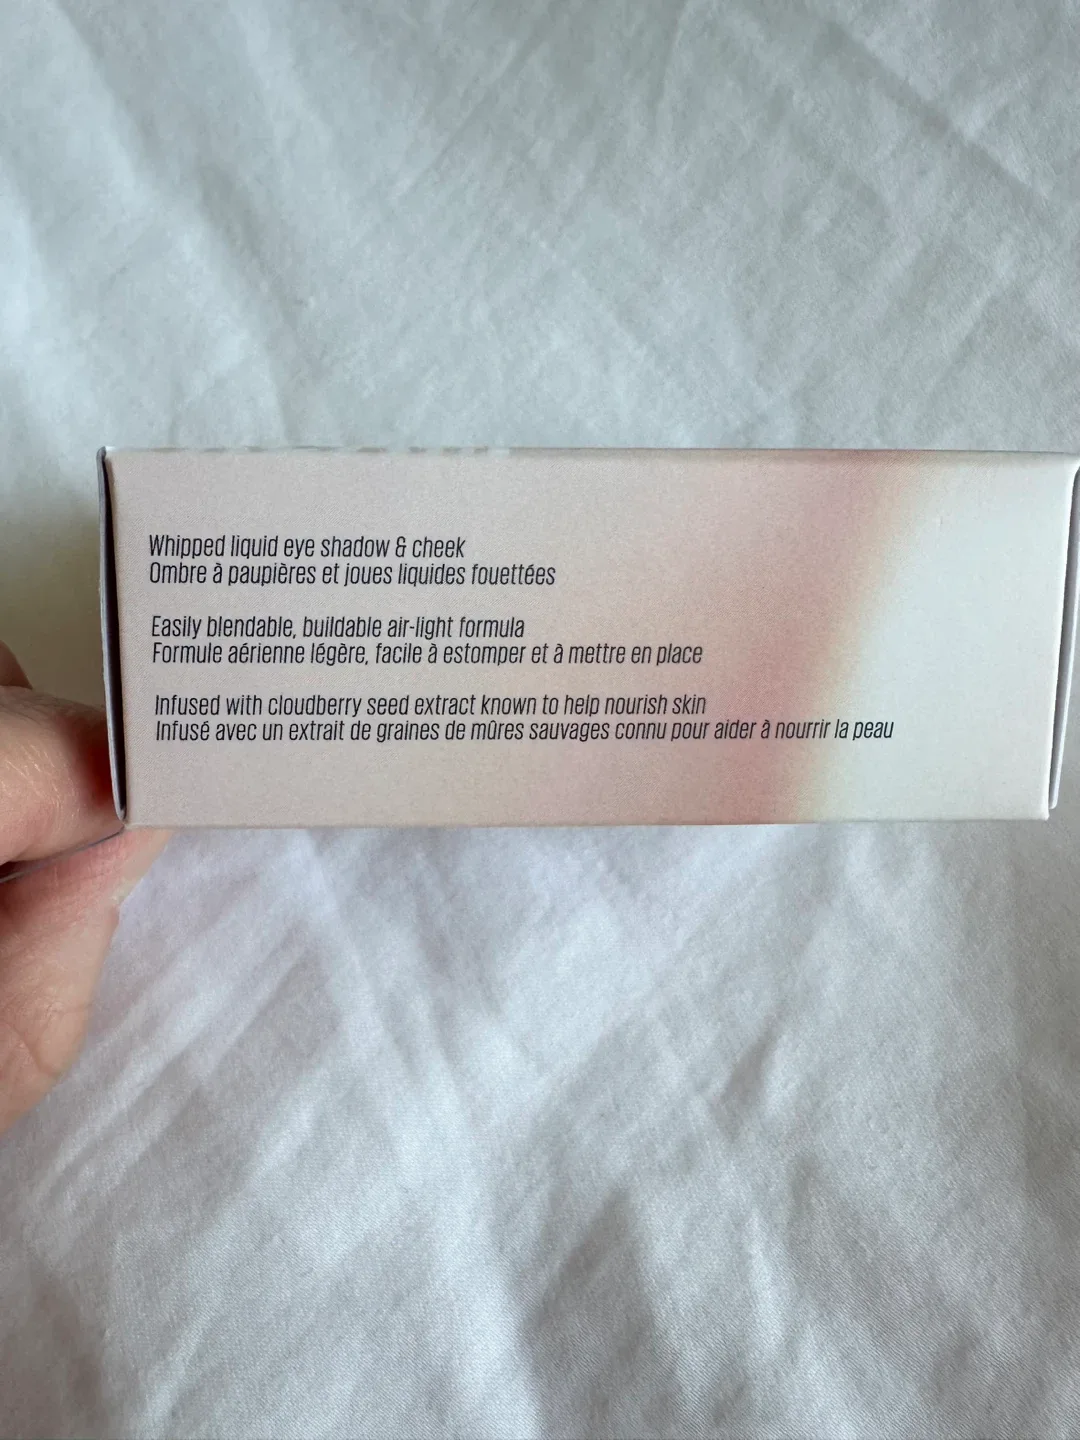 Whipped liquid eye shadow & cheek
Ombre à paupières et joues liquides fouettées
Easily blendable, buildable air-light formula
Formule aérienne légère, facile à estomper et à mettre en place
Infused with cloudberry seed extract known to help nourish skin
Infusé avec un extrait de graines de mûres sauvages connu pour aider à nourrir la peau